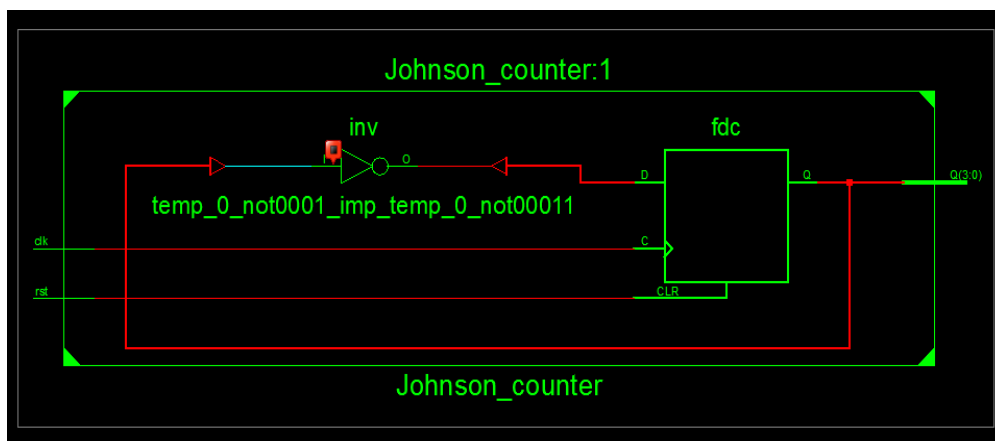 Johnson_counter:1
inv
fdc
I
O
D
Q
Q(3:0)
temp_0_not0001_imp_temp_0_not00011
clk
C
rst
CLR
Johnson_counter